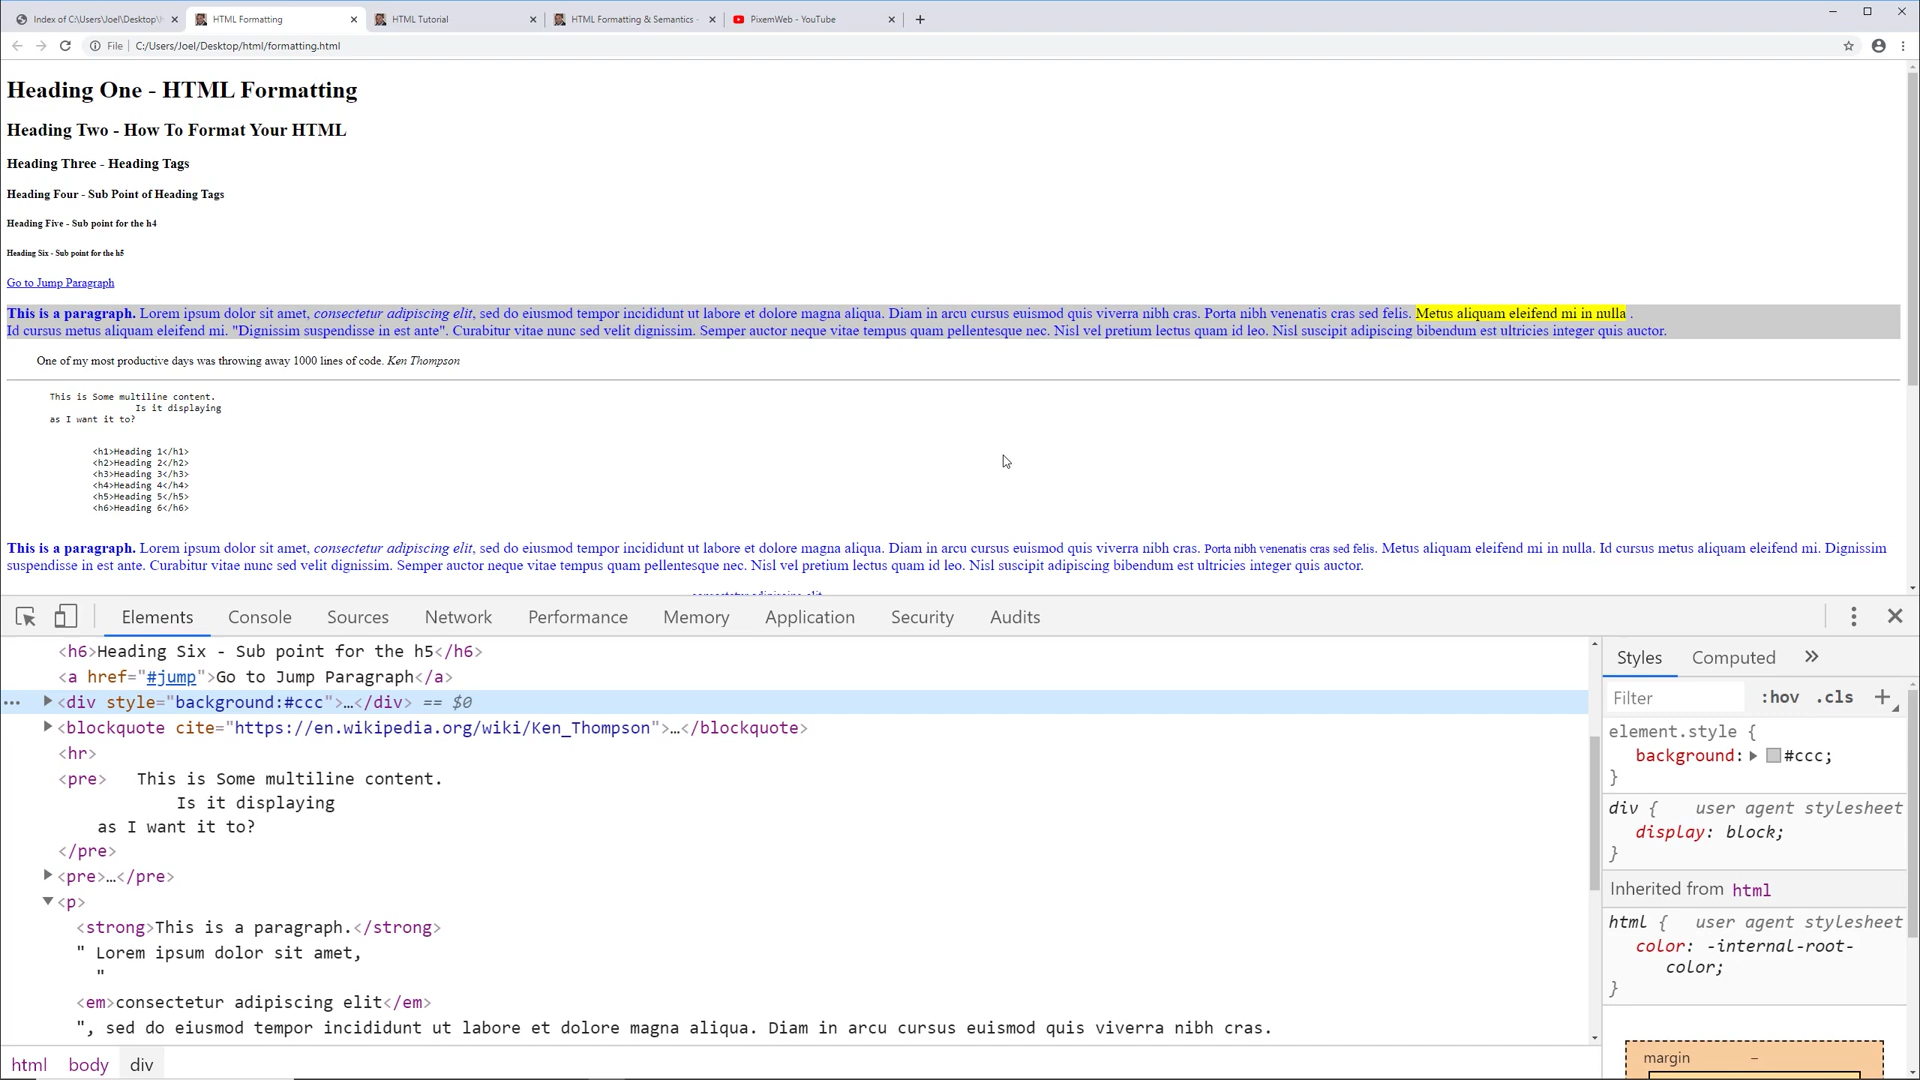 Index of C:\Users\Joel\Desktop\h
HTML Formatting
HTML Tutorial
HTML Formatting & Semantics -
PixemWeb - YouTube
File C:/Users/Joel/Desktop/html/formatting.html
Heading One - HTML Formatting
Heading Two - How To Format Your HTML
Heading Three - Heading Tags
Heading Four - Sub Point of Heading Tags
Heading Five - Sub point for the h4
Heading Six - Sub point for the h5
Go to Jump Paragraph
This is a paragraph. Lorem ipsum dolor sit amet, consectetur adipiscing elit, sed do eiusmod tempor incididunt ut labore et dolore magna aliqua. Diam in arcu cursus euismod quis viverra nibh cras. Porta nibh venenatis cras sed felis. Metus aliquam eleifend mi in nulla .
Id cursus metus aliquam eleifend mi. "Dignissim suspendisse in est ante". Curabitur vitae nunc sed velit dignissim. Semper auctor neque vitae tempus quam pellentesque nec. Nisl vel pretium lectus quam id leo. Nisl suscipit adipiscing bibendum est ultricies integer quis auctor.
One of my most productive days was throwing away 1000 lines of code. Ken Thompson
This is Some multiline content.
Is it displaying
as I want it to?
<h1>Heading 1</h1>
<h2>Heading 2</h2>
<h3>Heading 3</h3>
<h4>Heading 4</h4>
<h5>Heading 5</h5>
<h6>Heading 6</h6>
This is a paragraph. Lorem ipsum dolor sit amet, consectetur adipiscing elit, sed do eiusmod tempor incididunt ut labore et dolore magna aliqua. Diam in arcu cursus euismod quis viverra nibh cras. Porta nibh venenatis cras sed felis. Metus aliquam eleifend mi in nulla. Id cursus metus aliquam eleifend mi. Dignissim
suspendisse in est ante. Curabitur vitae nunc sed velit dignissim. Semper auctor neque vitae tempus quam pellentesque nec. Nisl vel pretium lectus quam id leo. Nisl suscipit adipiscing bibendum est ultricies integer quis auctor.
Elements Console Sources Network Performance Memory Application Security Audits
<h6>Heading Six - Sub point for the h5</h6>
<a href="#jump">Go to Jump Paragraph</a>
<div style="background:#ccc">…</div> == $0
<blockquote cite="https://en.wikipedia.org/wiki/Ken_Thompson">…</blockquote>
<hr>
<pre> This is Some multiline content.
Is it displaying
as I want it to?
</pre>
<pre>…</pre>
<p>
<strong>This is a paragraph.</strong>
" Lorem ipsum dolor sit amet,
"
<em>consectetur adipiscing elit</em>
", sed do eiusmod tempor incididunt ut labore et dolore magna aliqua. Diam in arcu cursus euismod quis viverra nibh cras.
html body div
Styles Computed »
Filter :hov .cls +
element.style {
background: #ccc;
}
div { user agent stylesheet
display: block;
}
Inherited from html
html { user agent stylesheet
color: -internal-root-
color;
}
margin –